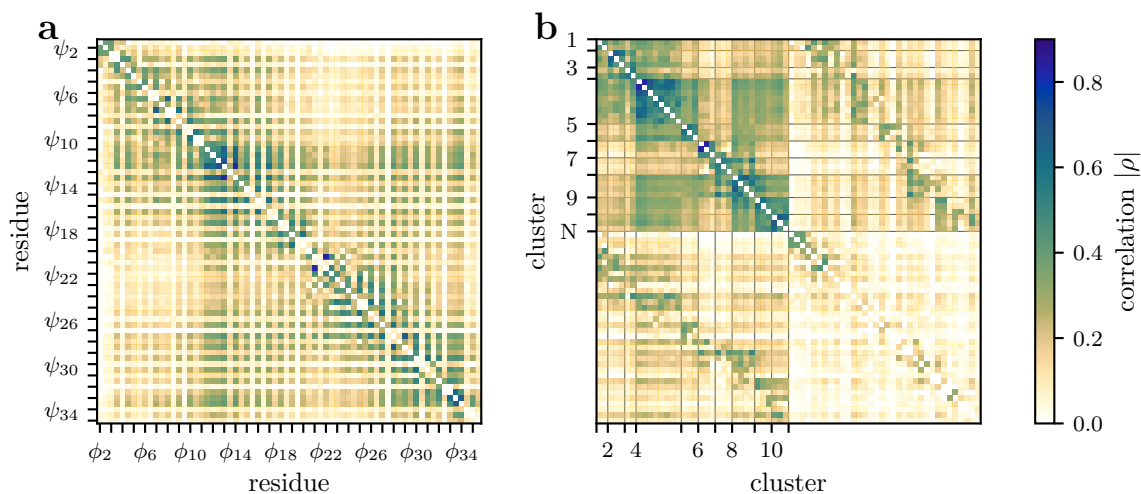 a
b
ψ2
ψ6
ψ10
ψ14
ψ18
ψ22
ψ26
ψ30
ψ34
residue
ϕ2 ϕ6 ϕ10 ϕ14 ϕ18 ϕ22 ϕ26 ϕ30 ϕ34
residue
1
3
5
7
9
N
cluster
2 4 6 8 10
cluster
0.8
0.6
0.4
0.2
0.0
correlation |ρ|